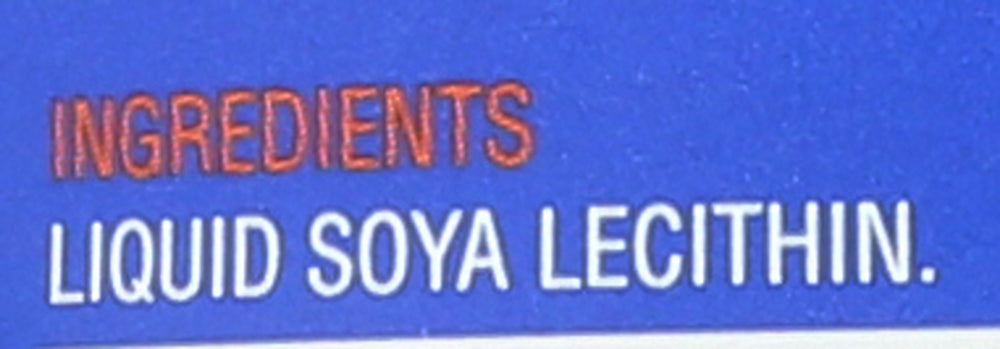 INGREDIENTS
LIQUID SOYA LECITHIN.